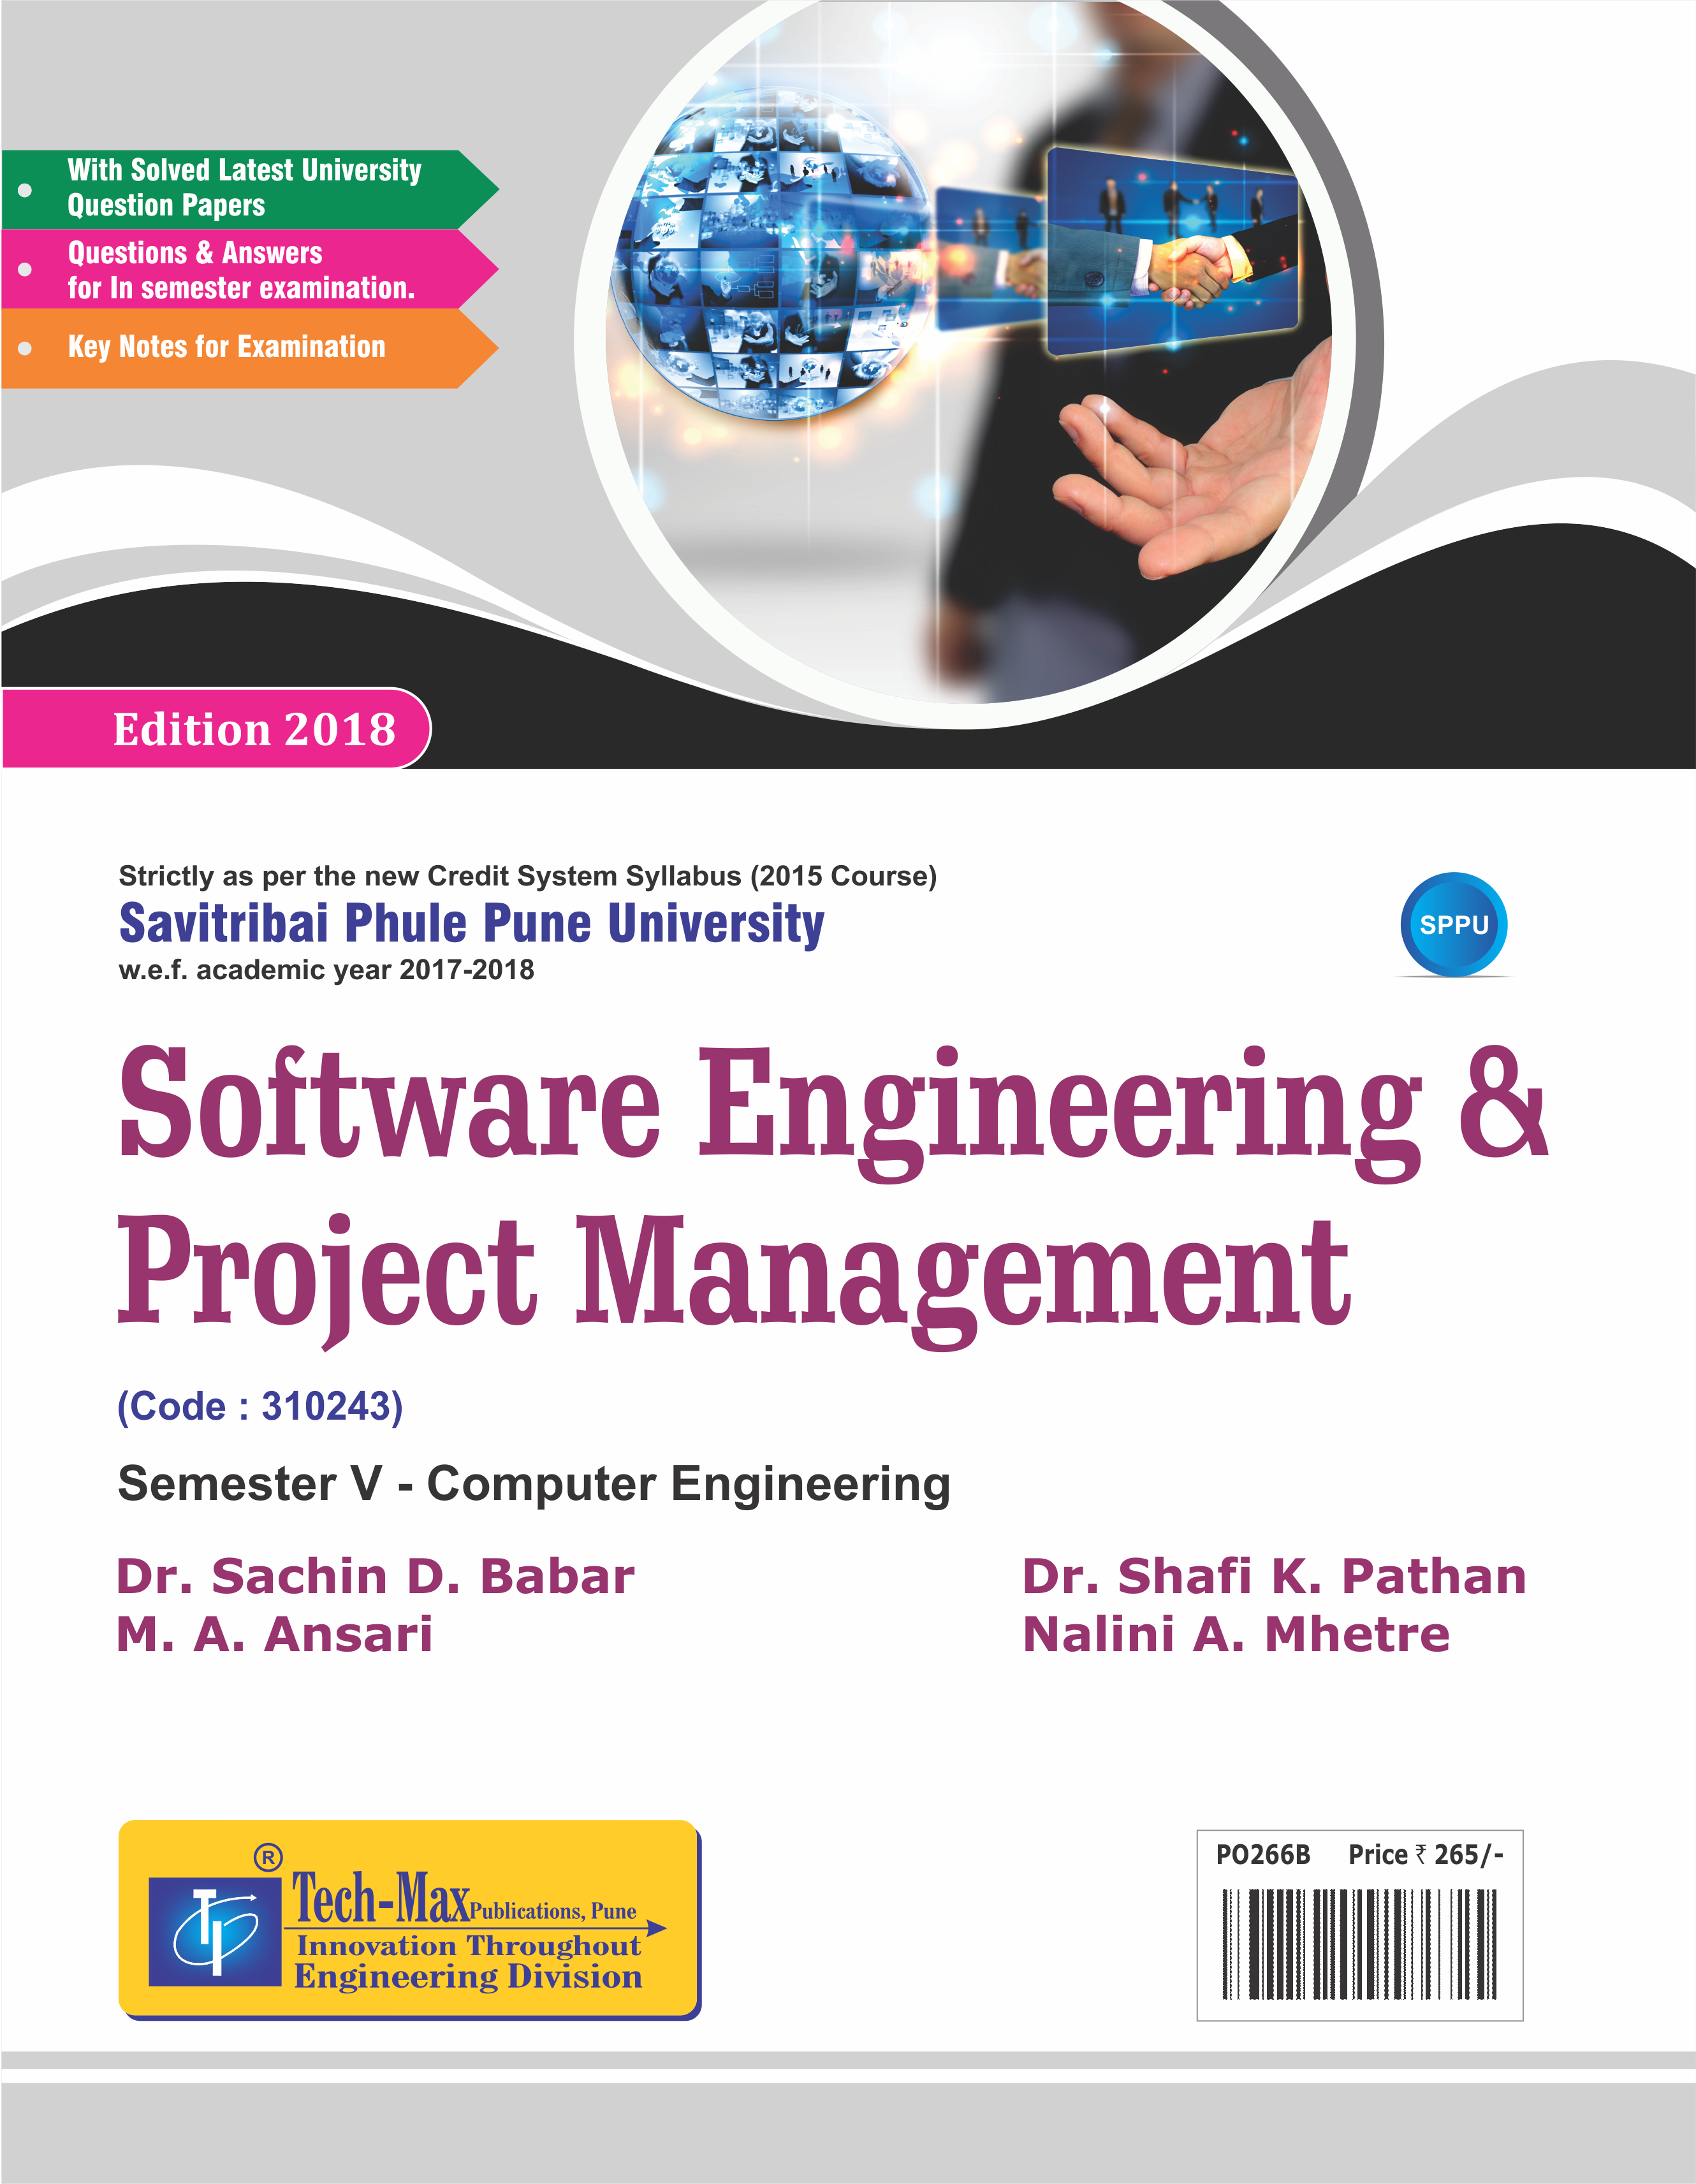 With Solved Latest University
Question Papers
Questions & Answers
for In semester examination.
Key Notes for Examination
Edition 2018
Strictly as per the new Credit System Syllabus (2015 Course)
Savitribai Phule Pune University
w.e.f. academic year 2017-2018
SPPU
Software Engineering &
Project Management
(Code : 310243)
Semester V - Computer Engineering
Dr. Sachin D. Babar
Dr. Shafi K. Pathan
M. A. Ansari
Nalini A. Mhetre
®
Tech-Max Publications, Pune
Innovation Throughout
Engineering Division
PO266B Price ₹ 265/-